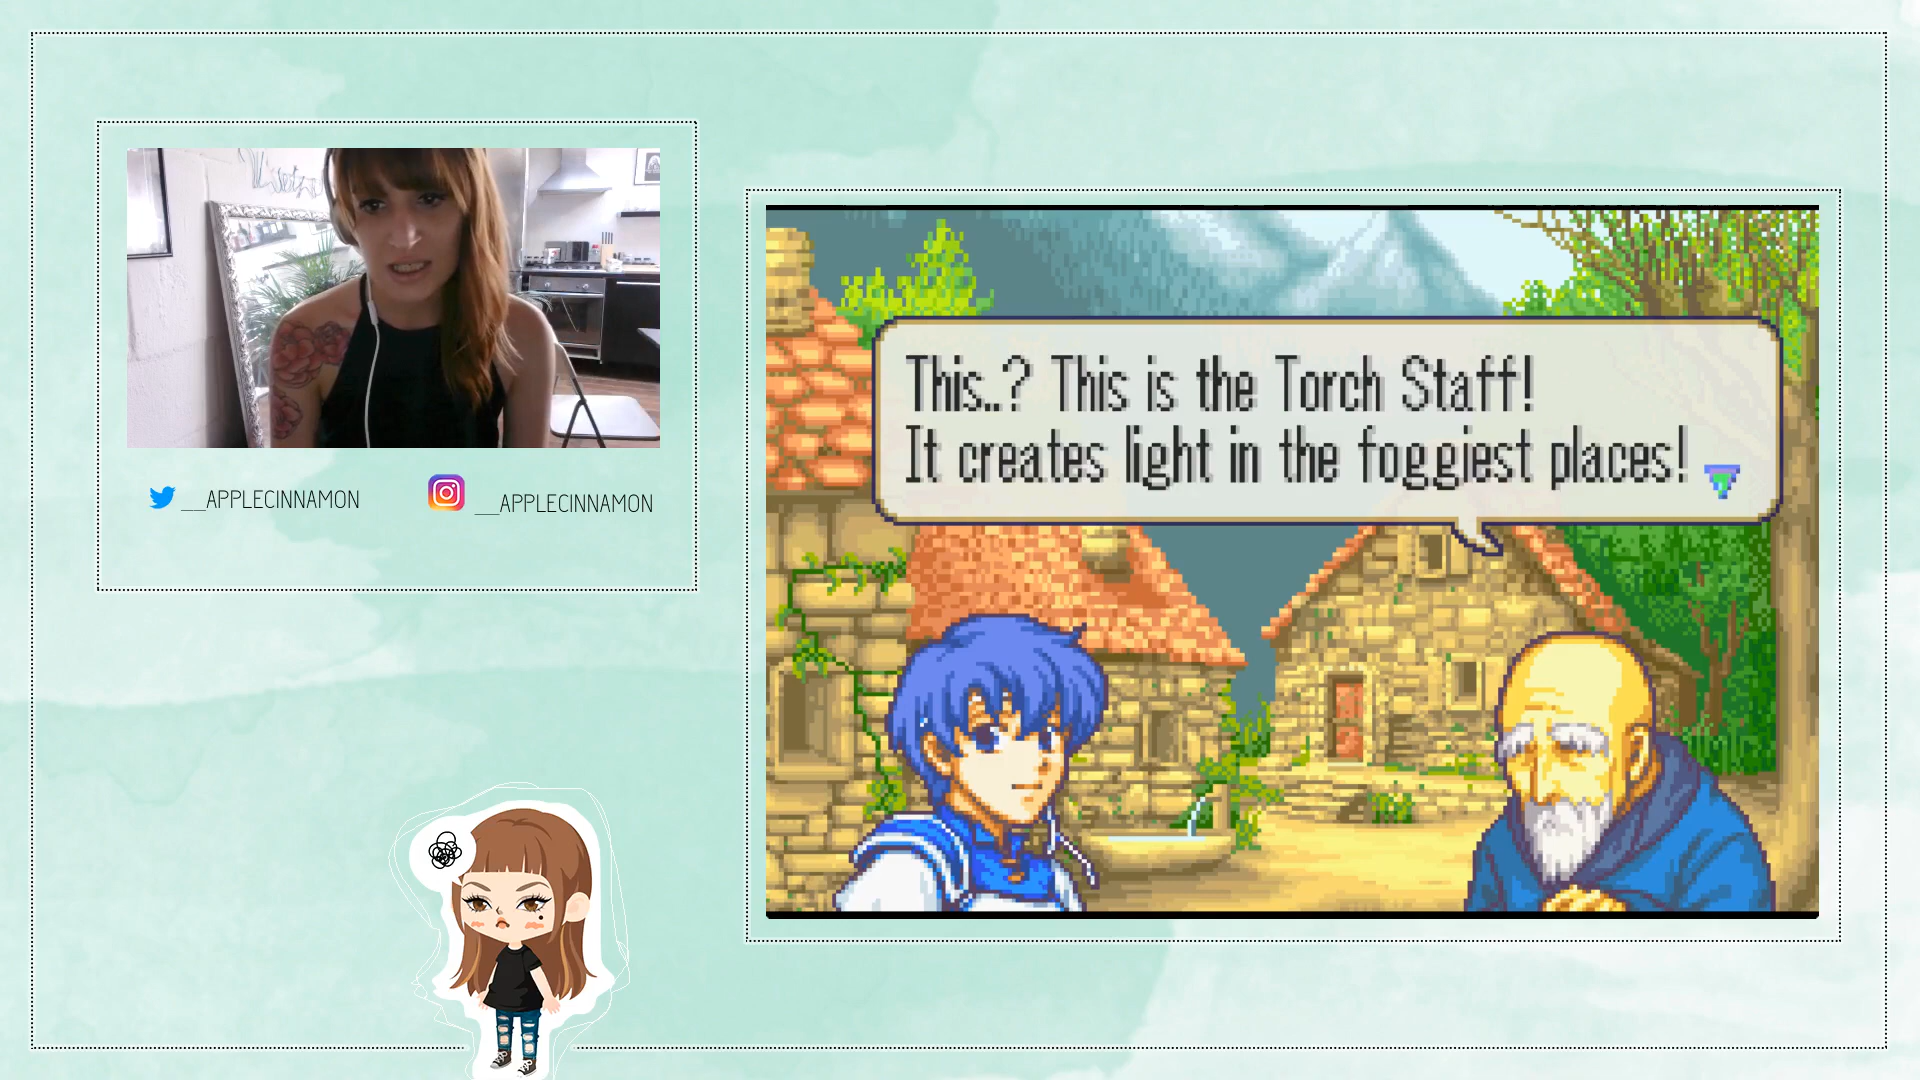 __APPLECINNAMON
__APPLECINNAMON
This..? This is the Torch Staff!
It creates light in the foggiest places!